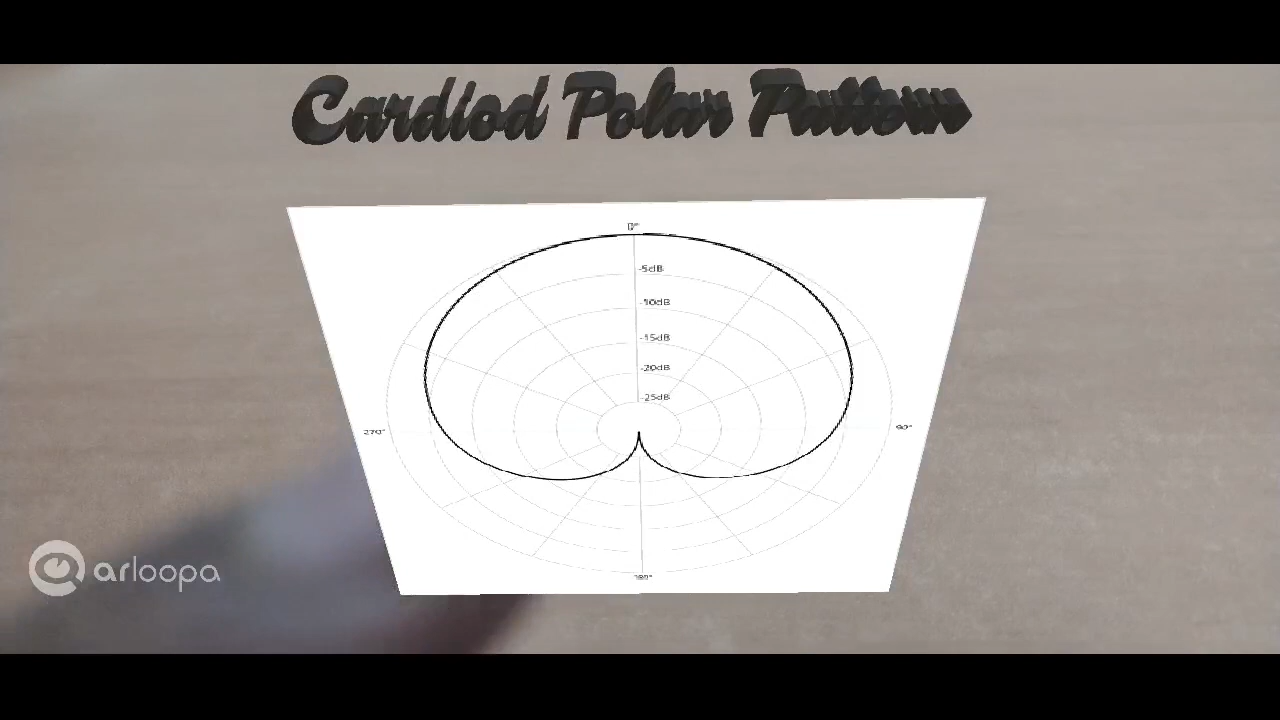 Cardiod Polar Pattern
0°
-5dB
-10dB
-15dB
-20dB
-25dB
270°
90°
180°
arloopa